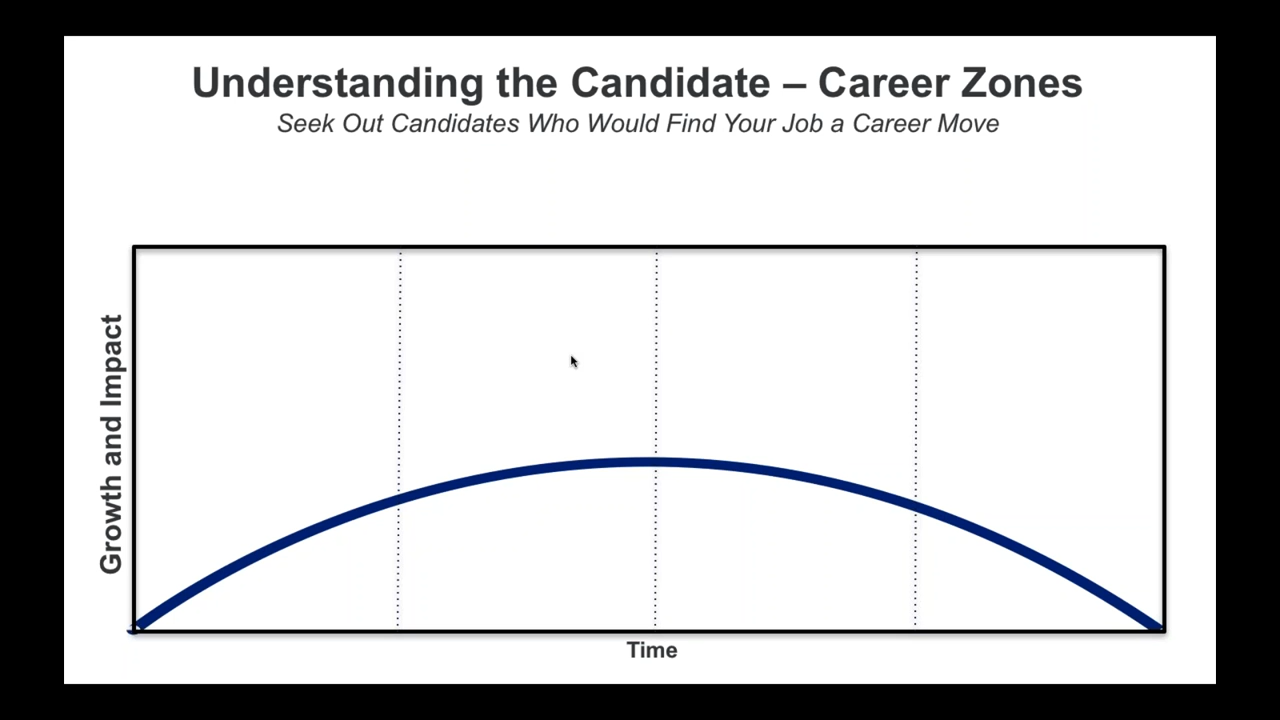 Understanding the Candidate – Career Zones
Seek Out Candidates Who Would Find Your Job a Career Move
Growth and Impact
Time